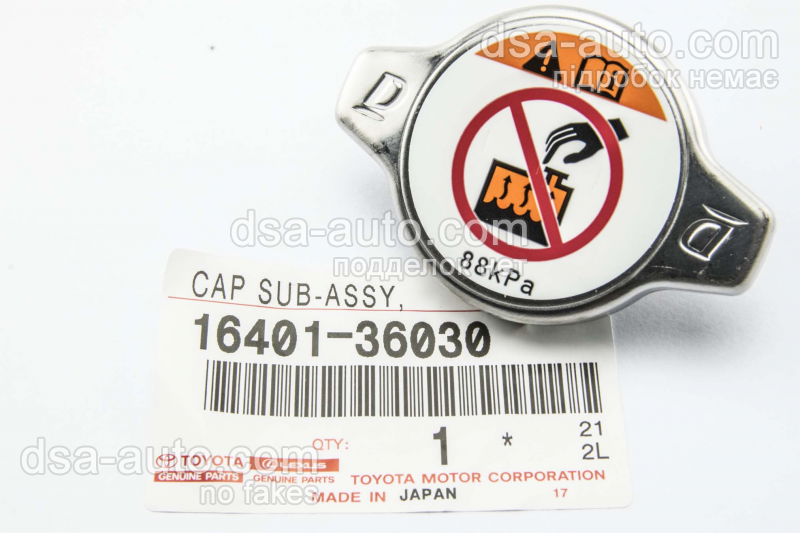 dsa-auto.com
підробок немає
88kPa
dsa-auto.com
подделок нет
CAP SUB-ASSY,
16401-36030
QTY: 1 * 21
2L
dsa-auto.com
TOYOTA LEXUS
GENUINE PARTS GENUINE PARTS TOYOTA MOTOR CORPORATION
no fakes
MADE IN JAPAN 17